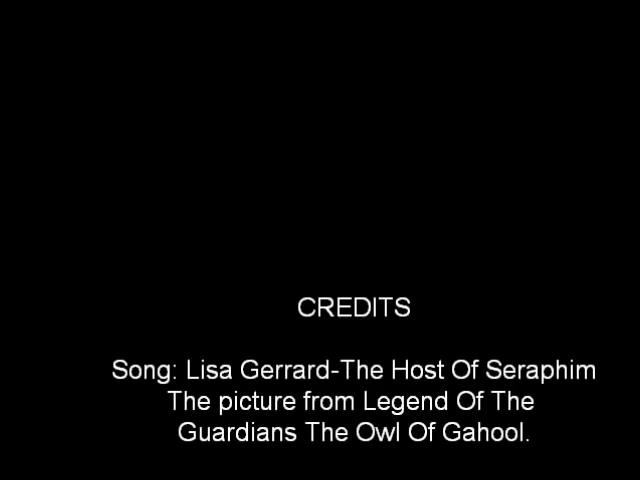 CREDITS
Song: Lisa Gerrard-The Host Of Seraphim
The picture from Legend Of The
Guardians The Owl Of Gahool.